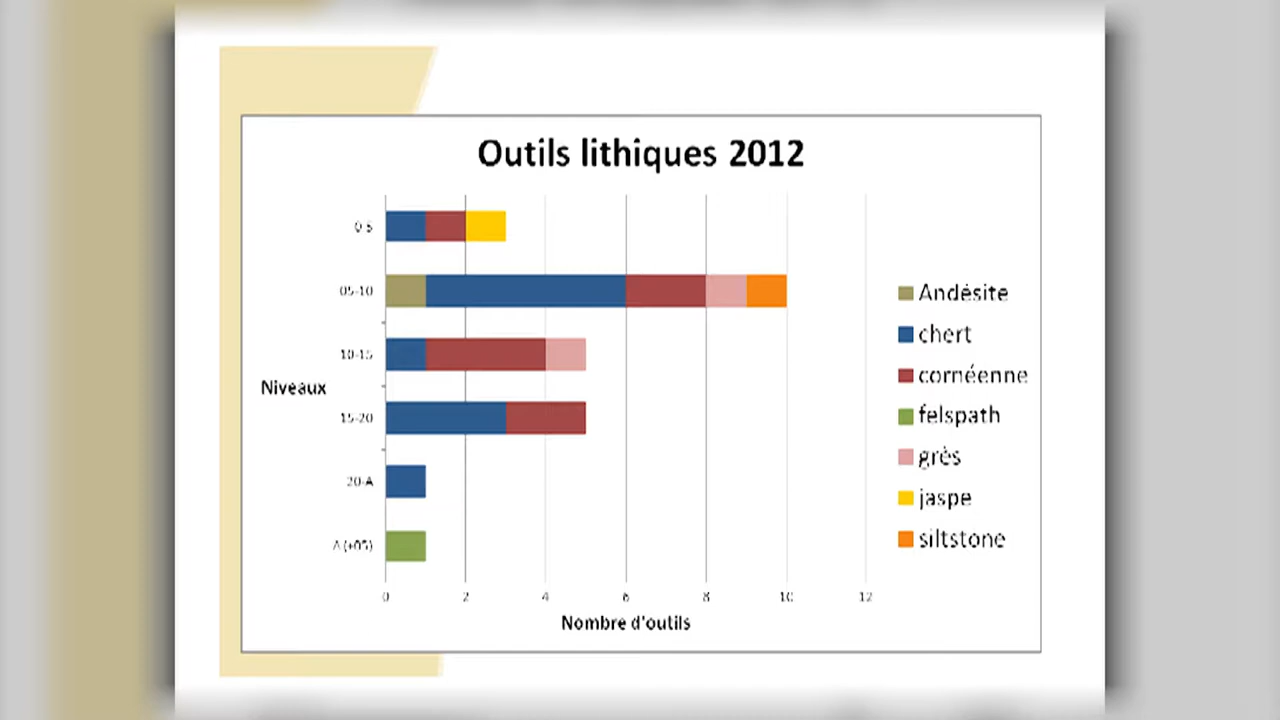 Outils lithiques 2012
0-5
05-10
10-15
15-20
20-A
A (+05)
Niveaux
0 2 4 6 8 10 12
Nombre d'outils
Andésite
chert
cornéenne
felspath
grès
jaspe
siltstone